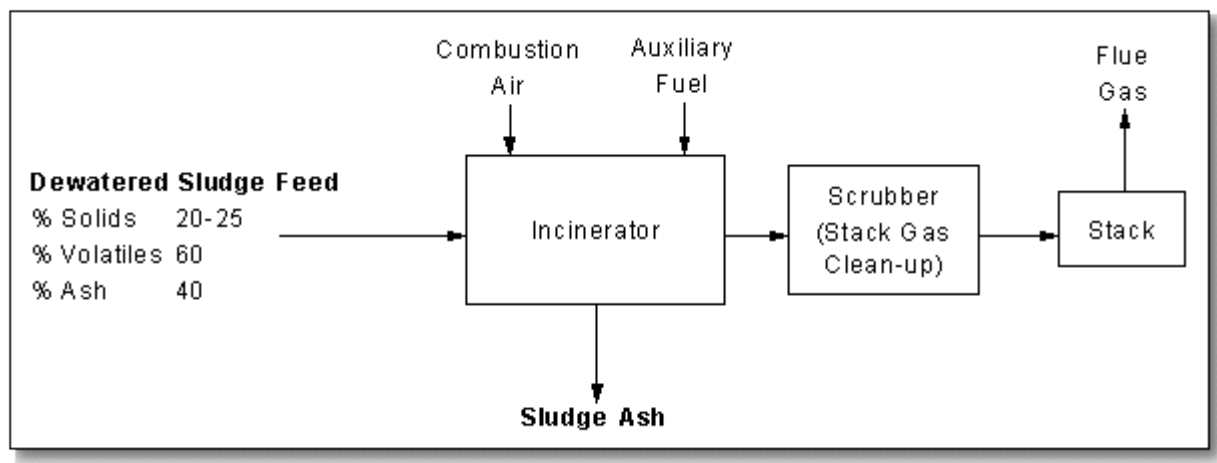 Combustion
Air
Auxiliary
Fuel
Flue
Gas
Dewatered Sludge Feed
% Solids 20-25
% Volatiles 60
% Ash 40
Incinerator
Scrubber
(Stack Gas
Clean-up)
Stack
Sludge Ash